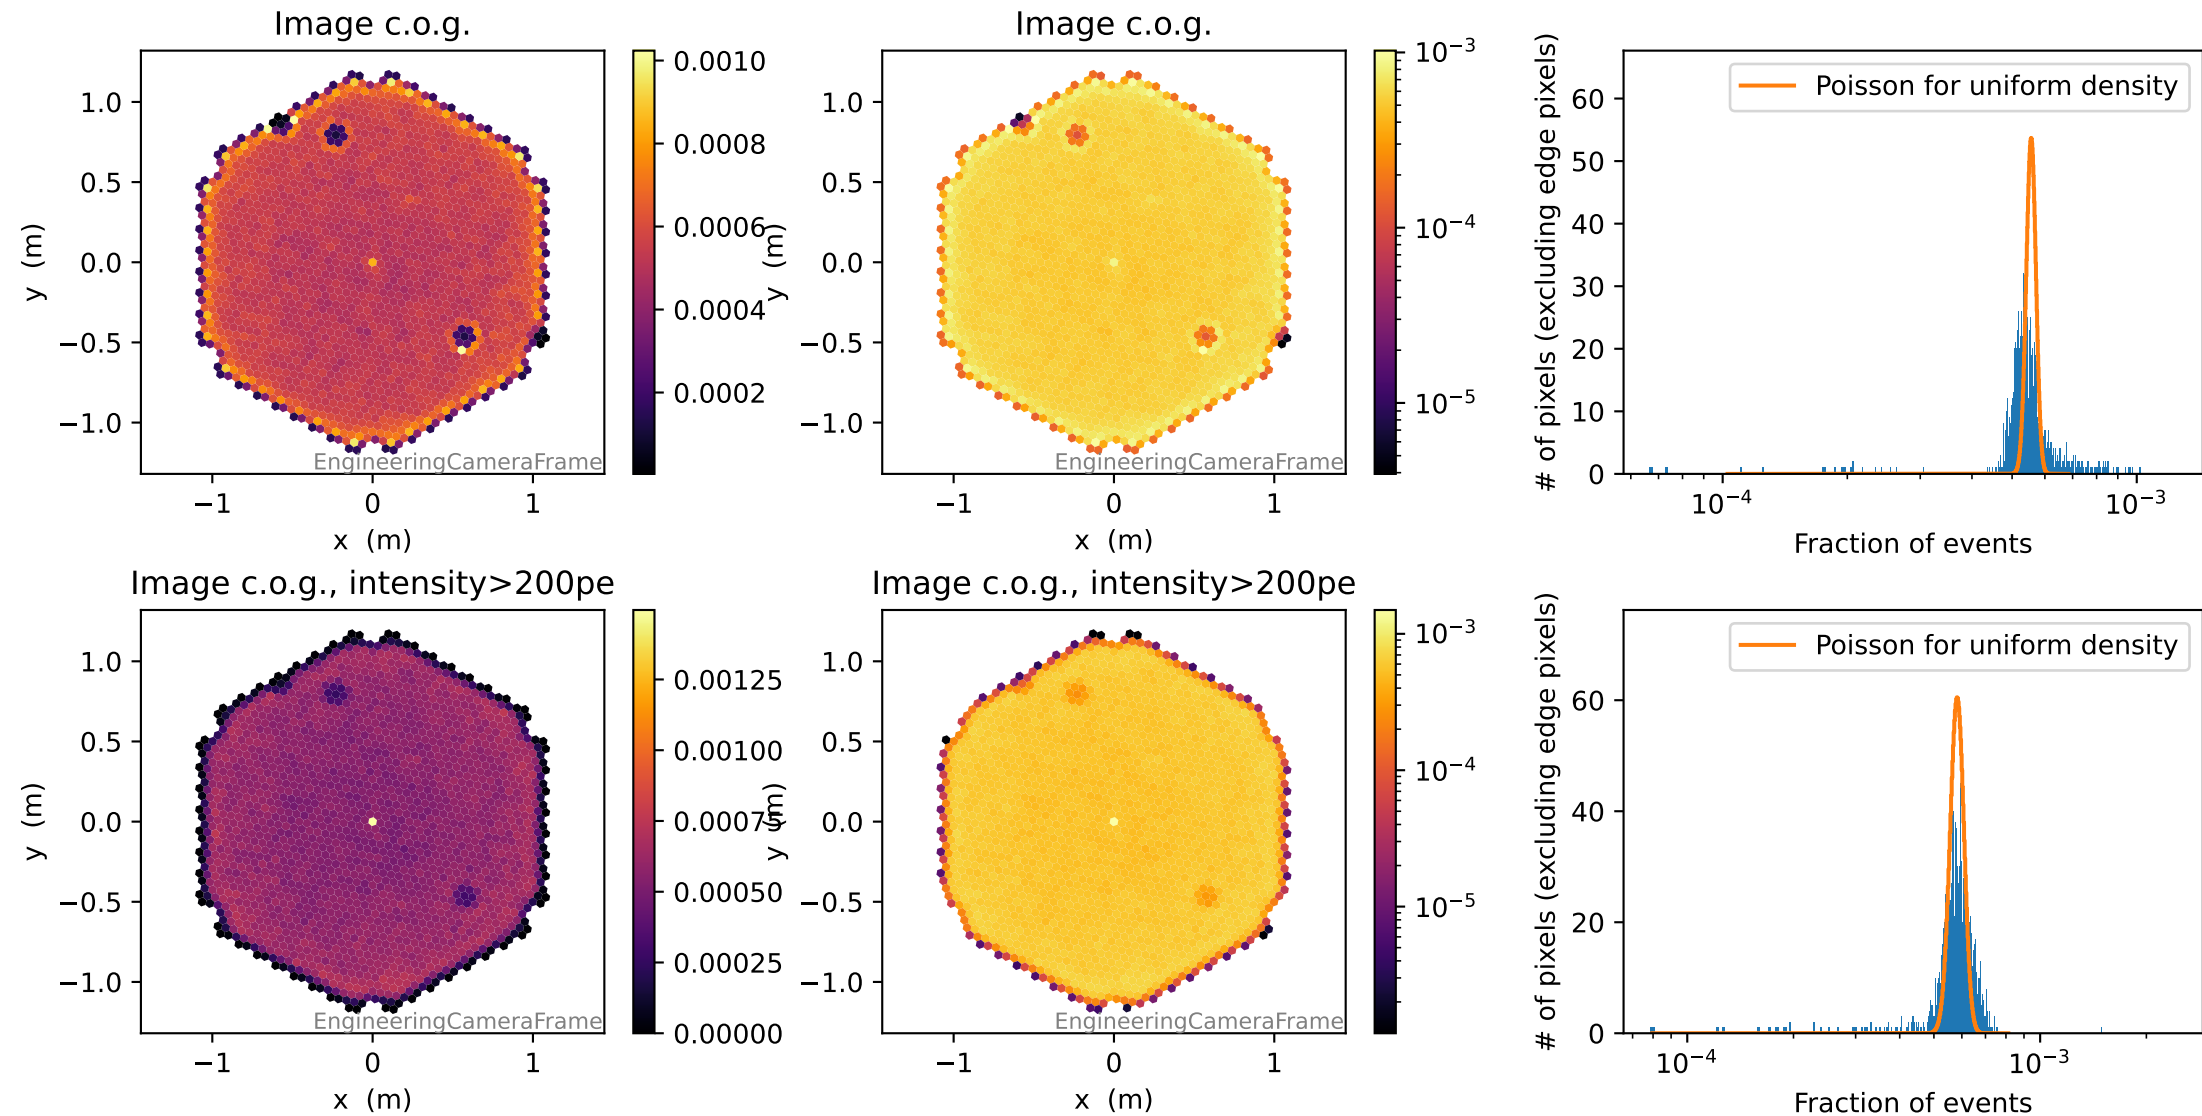 Image c.o.g.
1.0
0.5
0.0
−0.5
−1.0
y (m)
−1
0
1
x (m)
EngineeringCameraFrame
0.0010
0.0008
0.0006
0.0004
0.0002
Image c.o.g.
1.0
0.5
0.0
−0.5
−1.0
y (m)
−1
0
1
x (m)
EngineeringCameraFrame
10⁻³
10⁻⁴
10⁻⁵
# of pixels (excluding edge pixels)
60
50
40
30
20
10
0
Poisson for uniform density
10⁻⁴
10⁻³
Fraction of events
Image c.o.g., intensity>200pe
1.0
0.5
0.0
−0.5
−1.0
y (m)
−1
0
1
x (m)
EngineeringCameraFrame
0.00125
0.00100
0.00075
0.00050
0.00025
0.00000
Image c.o.g., intensity>200pe
1.0
0.5
0.0
−0.5
−1.0
y (m)
−1
0
1
x (m)
EngineeringCameraFrame
10⁻³
10⁻⁴
10⁻⁵
# of pixels (excluding edge pixels)
60
40
20
0
Poisson for uniform density
10⁻⁴
10⁻³
Fraction of events